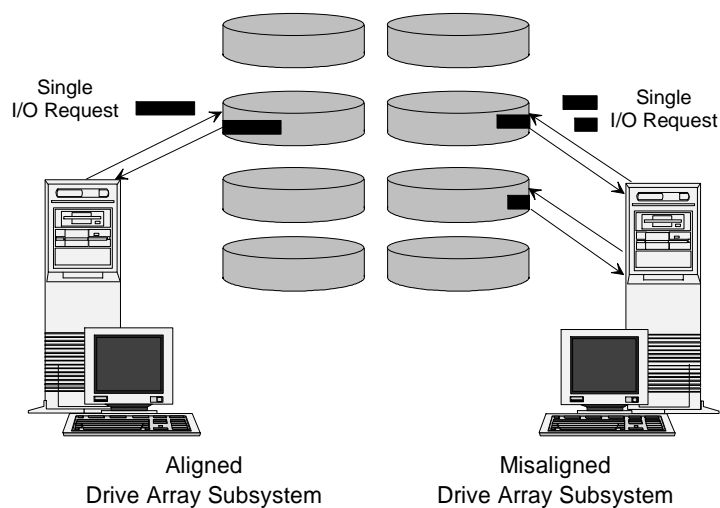 Single
I/O Request
Single
I/O Request
Aligned
Drive Array Subsystem
Misaligned
Drive Array Subsystem